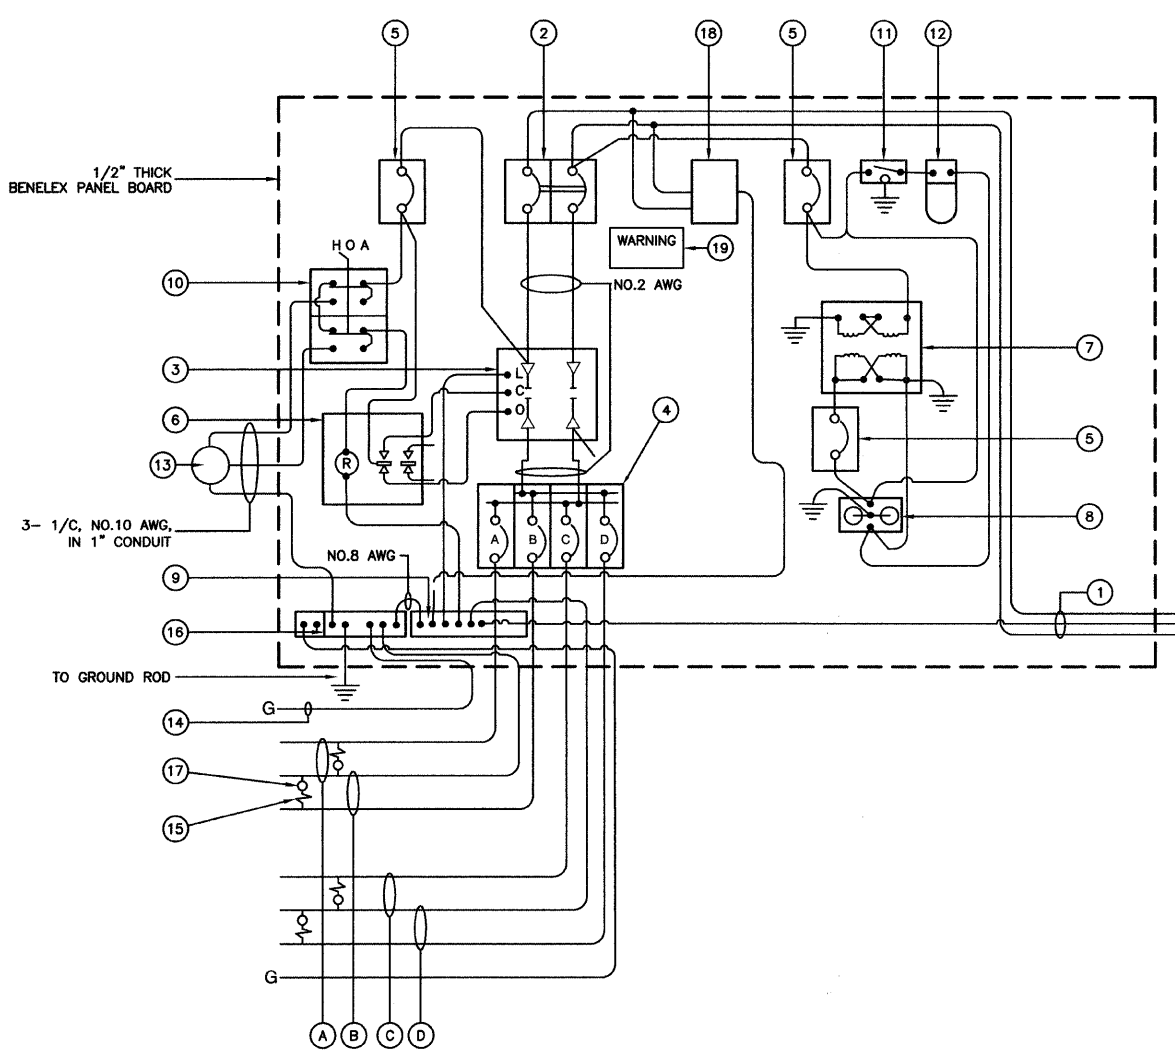 5
2
18
5
11
12
1/2" THICK
BENELEX PANEL BOARD
WARNING
19
H O A
10
NO.2 AWG
7
3
L
C
O
6
4
5
13
R
3- 1/C, NO.10 AWG,
IN 1" CONDUIT
A
B
C
D
8
NO.8 AWG
9
1
16
TO GROUND ROD
G
14
17
15
G
A
B
C
D